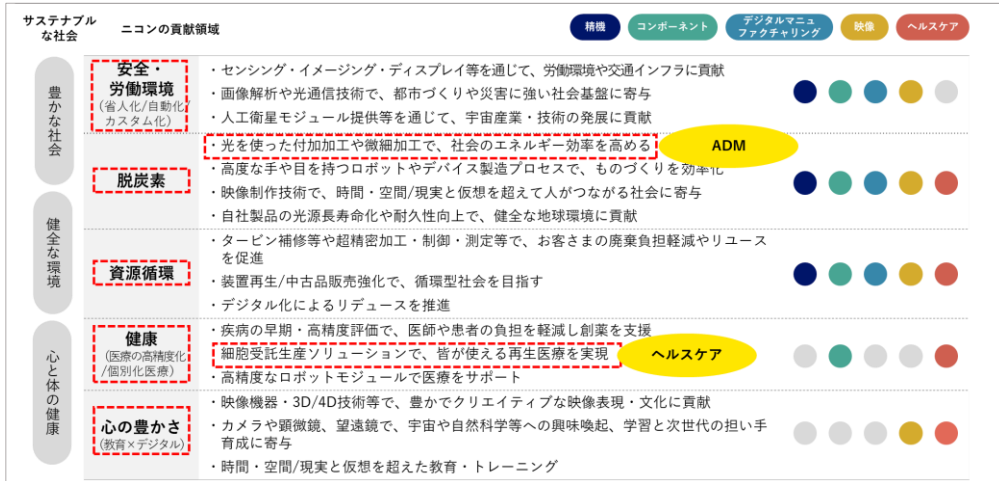 サステナブル
な社会
ニコンの貢献領域
精機
コンポーネント
デジタルマニュ
ファクチャリング
映像
ヘルスケア
豊かな社会
健全な環境
心と体の健康
安全・
労働環境
(省人化/自動化/
カスタム化)
・センシング・イメージング・ディスプレイ等を通じて、労働環境や交通インフラに貢献
・画像解析や光通信技術で、都市づくりや災害に強い社会基盤に寄与
・人工衛星モジュール提供等を通じて、宇宙産業・技術の発展に貢献
脱炭素
・光を使った付加加工や微細加工で、社会のエネルギー効率を高める
ADM
・高度な手や目を持つロボットやデバイス製造プロセスで、ものづくりを効率化
・映像制作技術で、時間・空間/現実と仮想を超えて人がつながる社会に寄与
・自社製品の光源長寿命化や耐久性向上で、健全な地球環境に貢献
資源循環
・タービン補修等や超精密加工・制御・測定等で、お客さまの廃棄負担軽減やリユース
を促進
・装置再生/中古品販売強化で、循環型社会を目指す
・デジタル化によるリデュースを推進
健康
(医療の高精度化
/個別化医療)
・疾病の早期・高精度評価で、医師や患者の負担を軽減し創薬を支援
細胞受託生産ソリューションで、皆が使える再生医療を実現
ヘルスケア
・高精度なロボットモジュールで医療をサポート
心の豊かさ
(教育×デジタル)
・映像機器・3D/4D技術等で、豊かでクリエイティブな映像表現・文化に貢献
・カメラや顕微鏡、望遠鏡で、宇宙や自然科学等への興味喚起、学習と次世代の担い手
育成に寄与
・時間・空間/現実と仮想を超えた教育・トレーニング